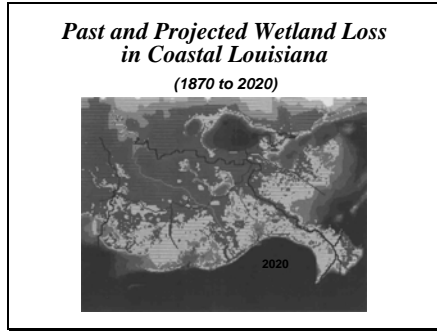 Past and Projected Wetland Loss
in Coastal Louisiana
(1870 to 2020)
2020